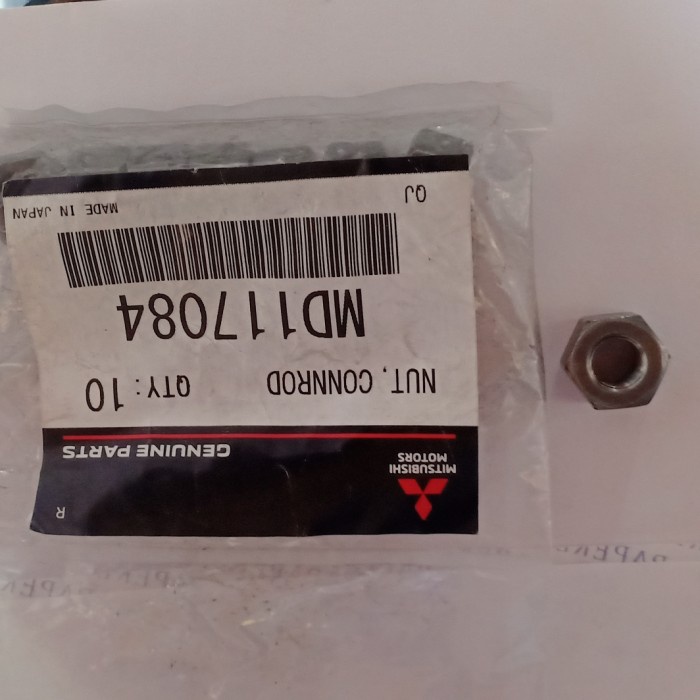 R
MITSUBISHI
MOTORS
GENUINE PARTS
NUT, CONNROD QTY: 10
MD117084
QJ MADE IN JAPAN